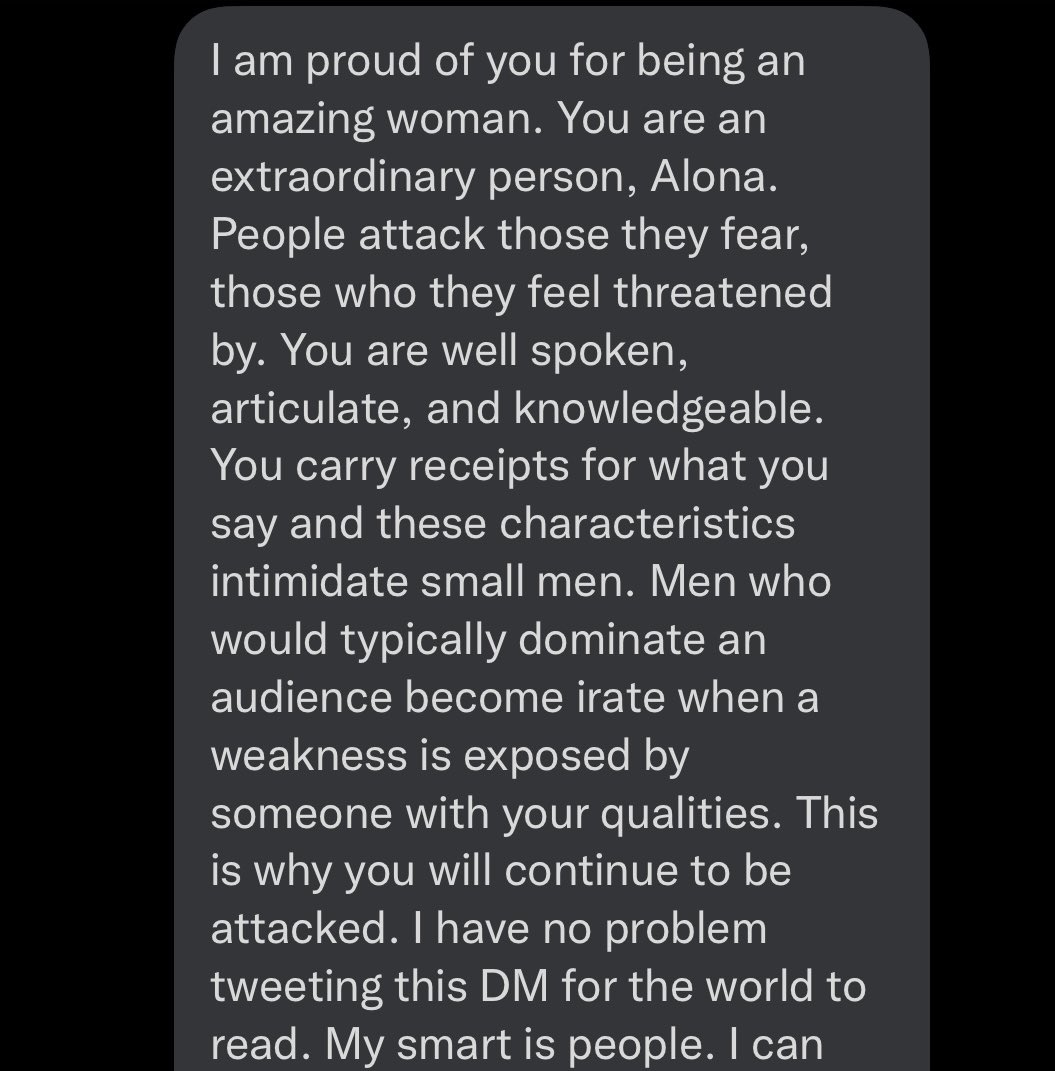 I am proud of you for being an
amazing woman. You are an
extraordinary person, Alona.
People attack those they fear,
those who they feel threatened
by. You are well spoken,
articulate, and knowledgeable.
You carry receipts for what you
say and these characteristics
intimidate small men. Men who
would typically dominate an
audience become irate when a
weakness is exposed by
someone with your qualities. This
is why you will continue to be
attacked. I have no problem
tweeting this DM for the world to
read. My smart is people. I can